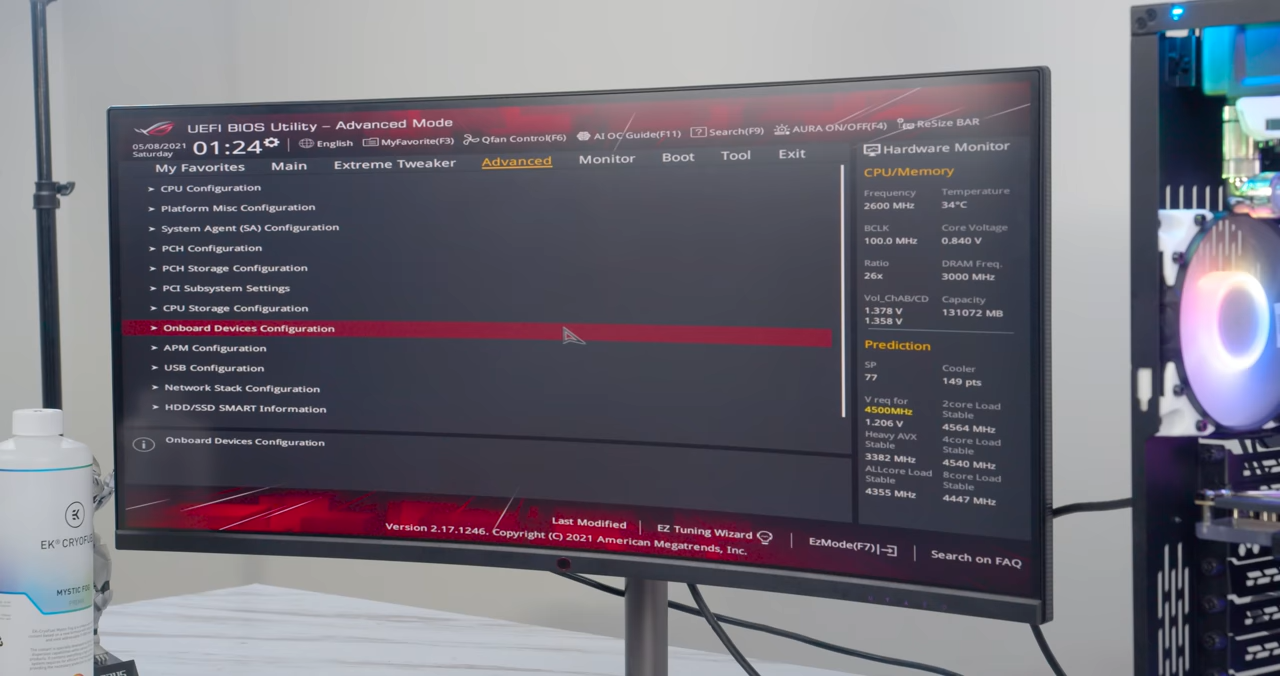 UEFI BIOS Utility – Advanced Mode
05/08/2021
Saturday
01:24
English
MyFavorite(F3)
Qfan Control(F6)
AI OC Guide(F11)
Search(F9)
AURA ON/OFF(F4)
ReSize BAR
My Favorites
Main
Extreme Tweaker
Advanced
Monitor
Boot
Tool
Exit
CPU Configuration
Platform Misc Configuration
System Agent (SA) Configuration
PCH Configuration
PCH Storage Configuration
PCI Subsystem Settings
CPU Storage Configuration
Onboard Devices Configuration
APM Configuration
USB Configuration
Network Stack Configuration
HDD/SSD SMART Information
Onboard Devices Configuration
Hardware Monitor
CPU/Memory
Frequency Temperature
2600 MHz 34°C
BCLK Core Voltage
100.0 MHz 0.840 V
Ratio DRAM Freq.
26x 3000 MHz
Vol_ChAB/CD Capacity
1.378 V 131072 MB
1.358 V
Prediction
SP Cooler
77 149 pts
V req for 2core Load
4500MHz Stable
1.206 V 4564 MHz
Heavy AVX 4core Load
Stable Stable
3382 MHz 4540 MHz
ALLcore Load 8core Load
Stable Stable
4355 MHz 4447 MHz
Last Modified
EZ Tuning Wizard
EzMode(F7)
Search on FAQ
Version 2.17.1246. Copyright (C) 2021 American Megatrends, Inc.
EK
EK® CRYOFUE
MYSTIC FOG